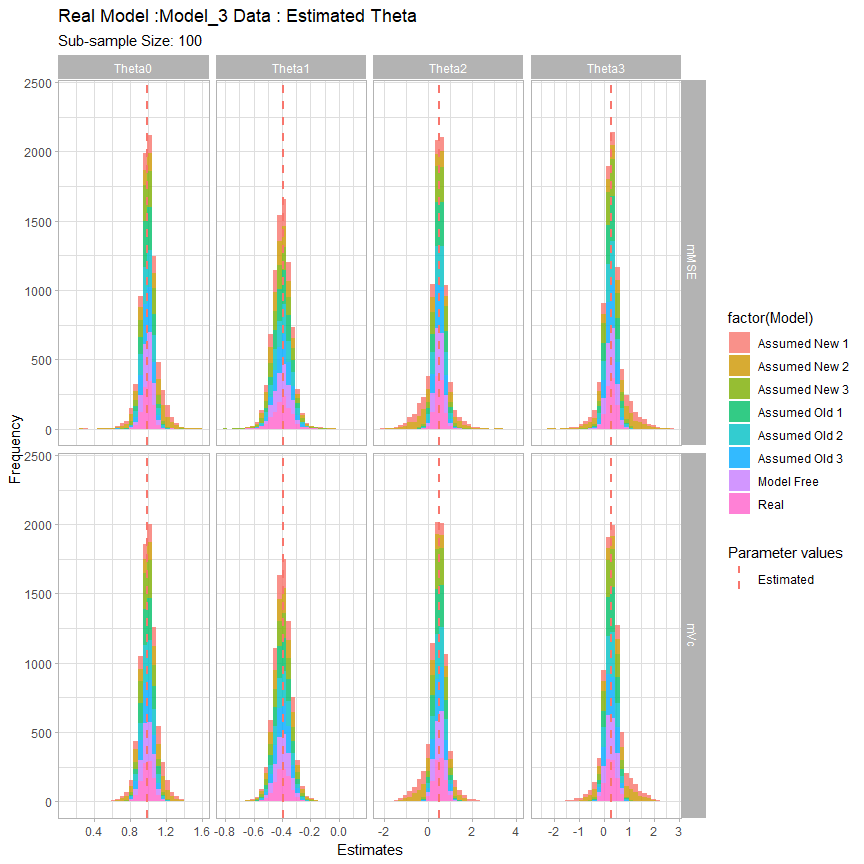 Real Model :Model_3 Data : Estimated Theta
Sub-sample Size: 100
Theta0 Theta1 Theta2 Theta3
2500
2000
1500
1000
500
0
mMSE
2500
2000
1500
1000
500
0
mVc
Frequency
0.4 0.8 1.2 1.6 -0.8 -0.6 -0.4 -0.2 0.0 -2 0 2 4 -2 -1 0 1 2 3
Estimates
factor(Model)
Assumed New 1
Assumed New 2
Assumed New 3
Assumed Old 1
Assumed Old 2
Assumed Old 3
Model Free
Real
Parameter values
Estimated